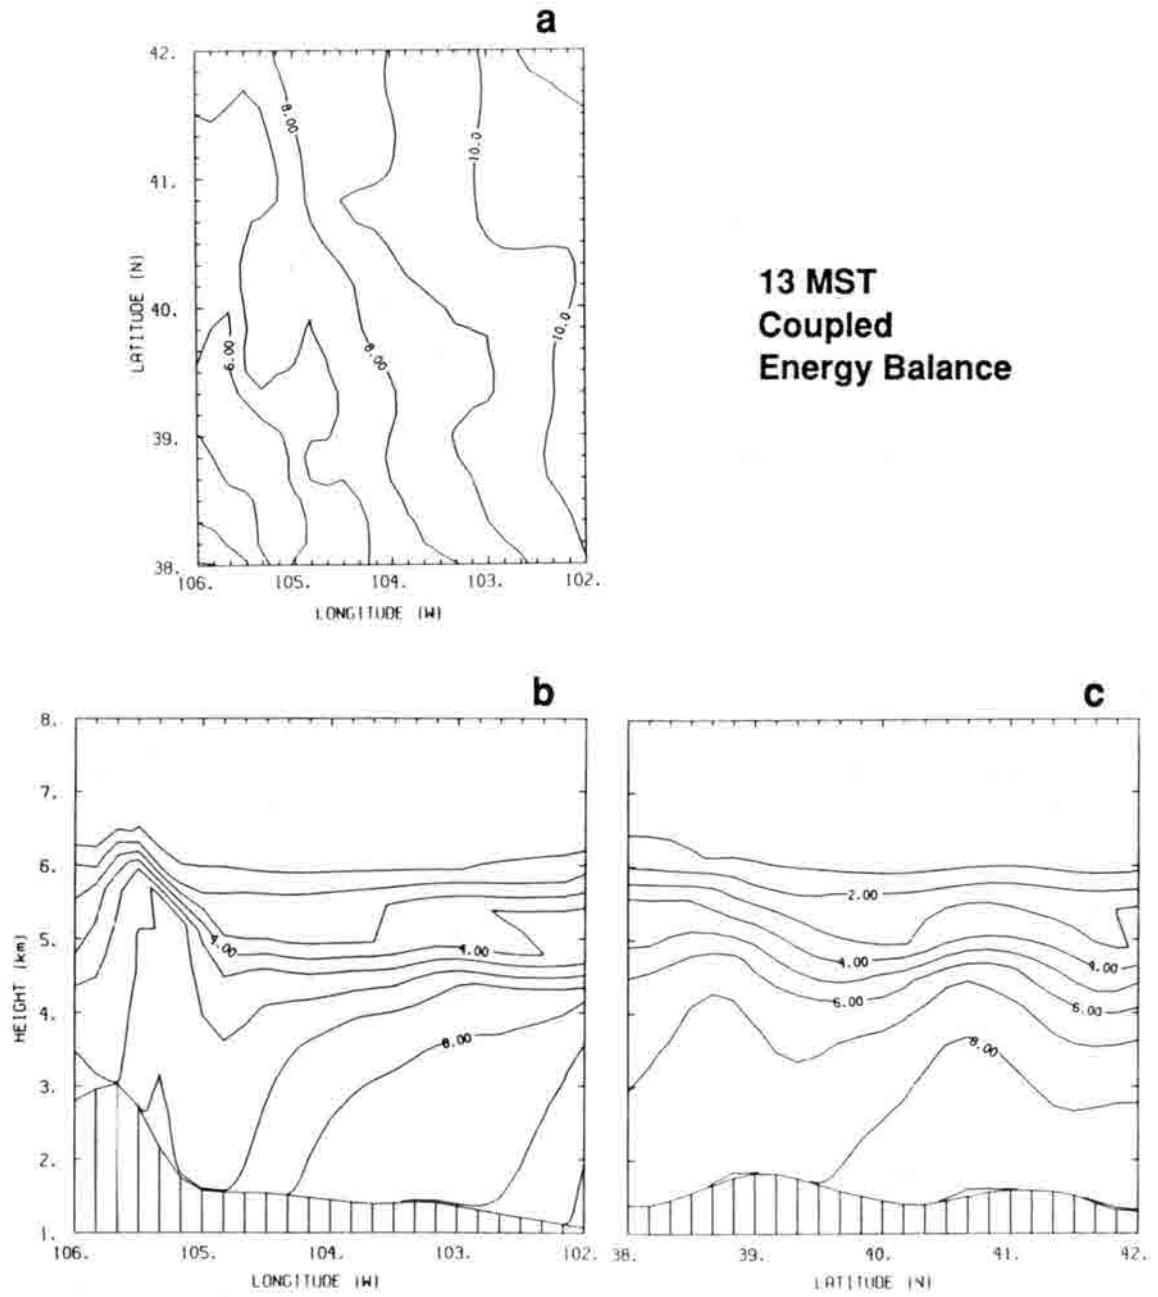 a
42.
41.
40.
39.
38.
LATITUDE (N)
8.00
10.0
6.00
8.00
10.0
106. 105. 104. 103. 102.
LONGITUDE (W)
13 MST
Coupled
Energy Balance
b
8.
7.
6.
5.
4.
3.
2.
1.
HEIGHT (km)
4.00
4.00
8.00
106. 105. 104. 103. 102.
LONGITUDE (W)
c
2.00
4.00
4.00
6.00
6.00
8.00
38. 39. 40. 41. 42.
LATITUDE (N)